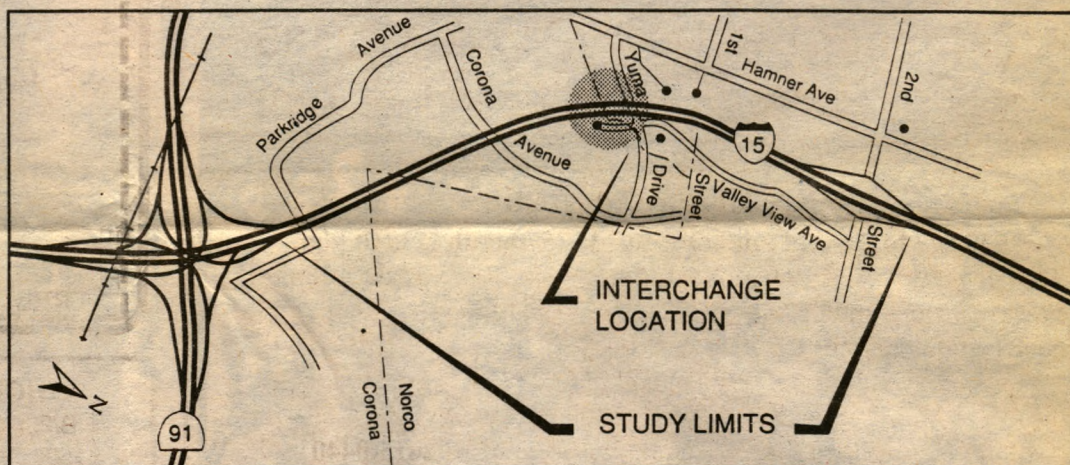 Parkridge
Avenue
Corona
Avenue
Yuma
Drive
1st
Street
Hamner Ave
2nd
Street
15
Valley View Ave
INTERCHANGE
LOCATION
STUDY LIMITS
Norco
Corona
N
91